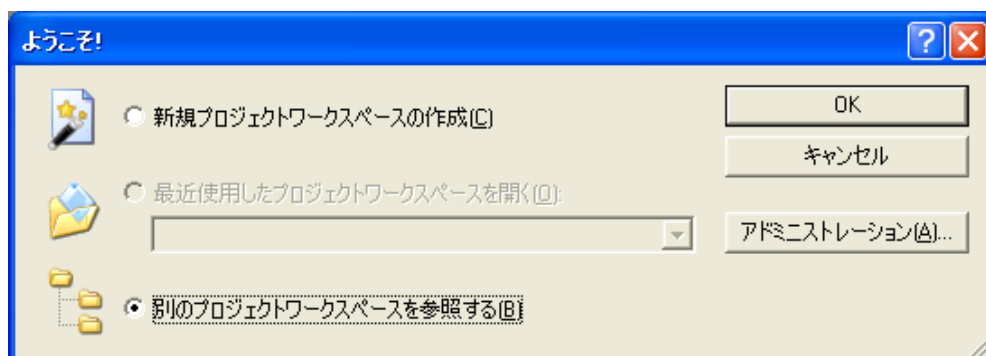 ようこそ!
新規プロジェクトワークスペースの作成(C)
OK
キャンセル
最近使用したプロジェクトワークスペースを開く(O):
アドミニストレーション(A)...
別のプロジェクトワークスペースを参照する(B)